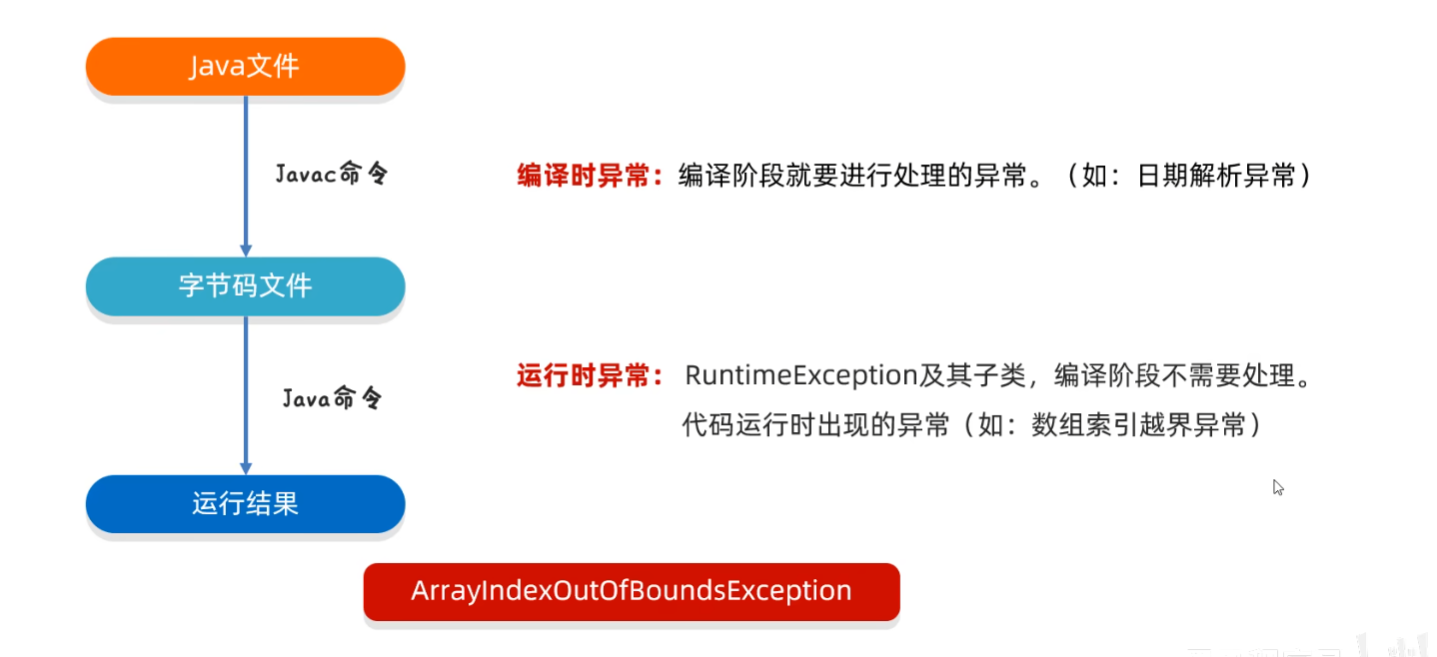 Java文件
Javac命令
编译时异常：编译阶段就要进行处理的异常。（如：日期解析异常）
字节码文件
运行时异常： RuntimeException及其子类，编译阶段不需要处理。
Java命令
代码运行时出现的异常（如：数组索引越界异常）
运行结果
ArrayIndexOutOfBoundsException